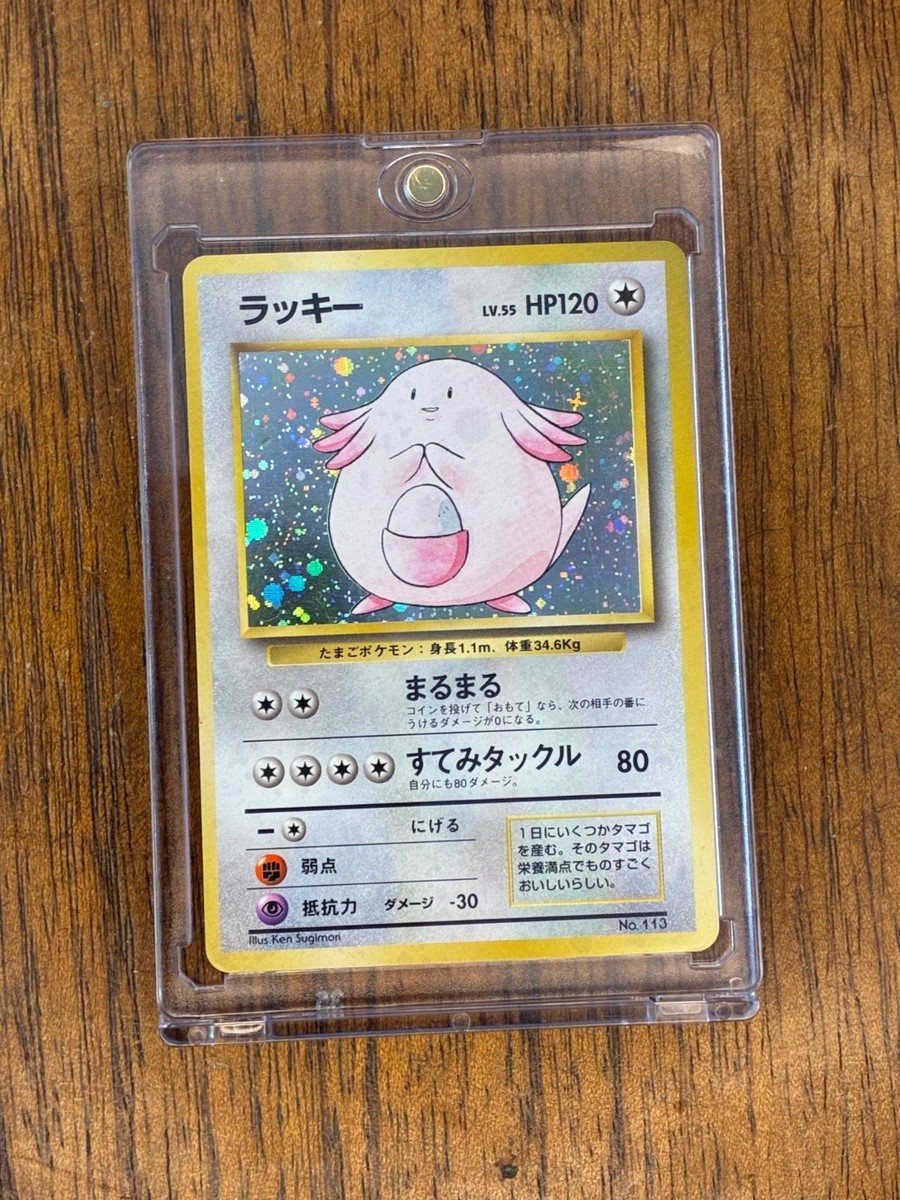 ラッキー LV.55 HP120
たまごポケモン：身長1.1m、体重34.6Kg
まるまる
コインを投げて「おもて」なら、次の相手の番に
うけるダメージが0になる。
すてみタックル 80
自分にも80ダメージ。
にげる
弱点
抵抗力 ダメージ -30
1日にいくつかタマゴ
を産む。そのタマゴは
栄養満点でものすごく
おいしいらしい。
Illus.Ken Sugimori
No.113